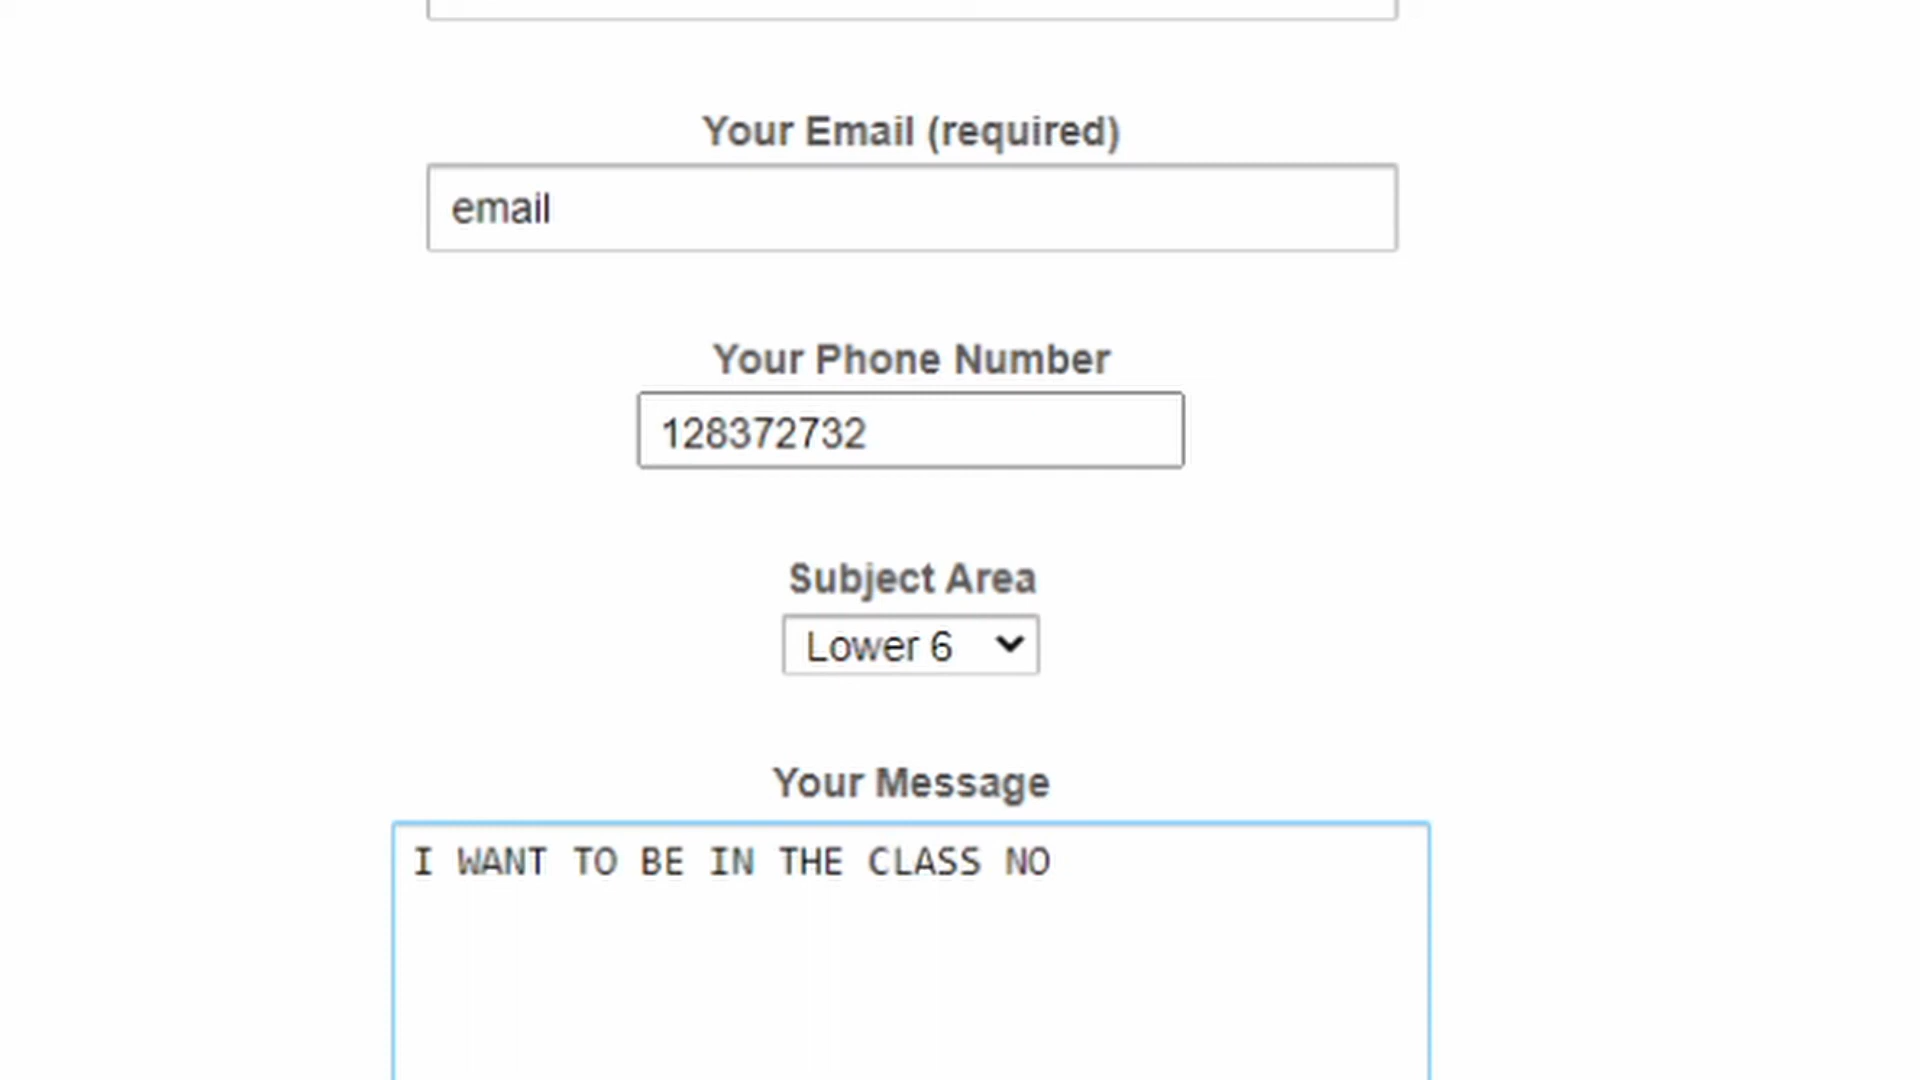 Your Email (required)
email
Your Phone Number
128372732
Subject Area
Lower 6
Your Message
I WANT TO BE IN THE CLASS NO